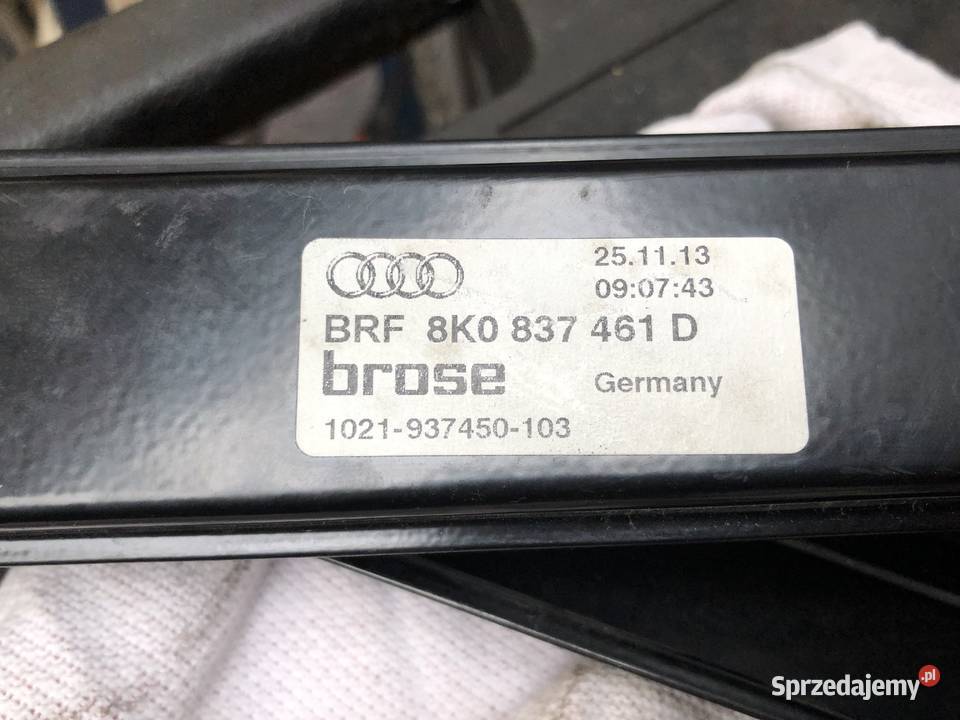 25.11.13
09:07:43
BRF 8K0 837 461 D
brose Germany
1021-937450-103
Sprzedajemy.pl